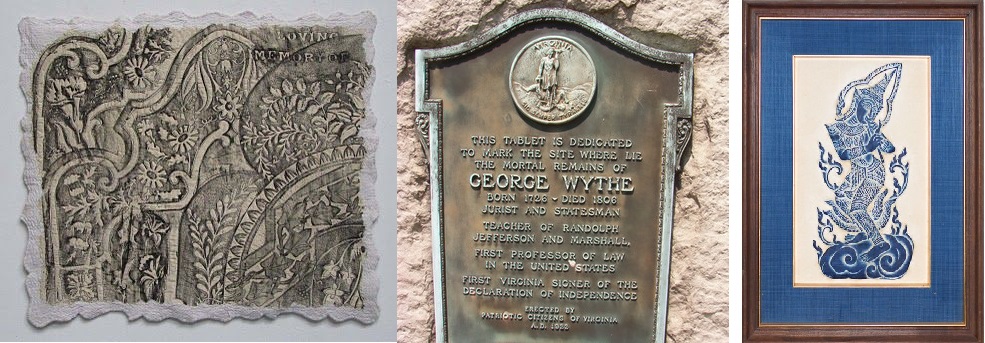 LOVING
MEMORY OF
VIRGINIA
THIS TABLET IS DEDICATED
TO MARK THE SITE WHERE LIE
THE MORTAL REMAINS OF
GEORGE WYTHE
BORN 1726 - DIED 1806
JURIST AND STATESMAN
TEACHER OF RANDOLPH
JEFFERSON AND MARSHALL,
FIRST PROFESSOR OF LAW
IN THE UNITED STATES
FIRST VIRGINIA SIGNER OF THE
DECLARATION OF INDEPENDENCE
ERECTED BY
PATRIOTIC CITIZENS OF VIRGINIA
A.D. 1922